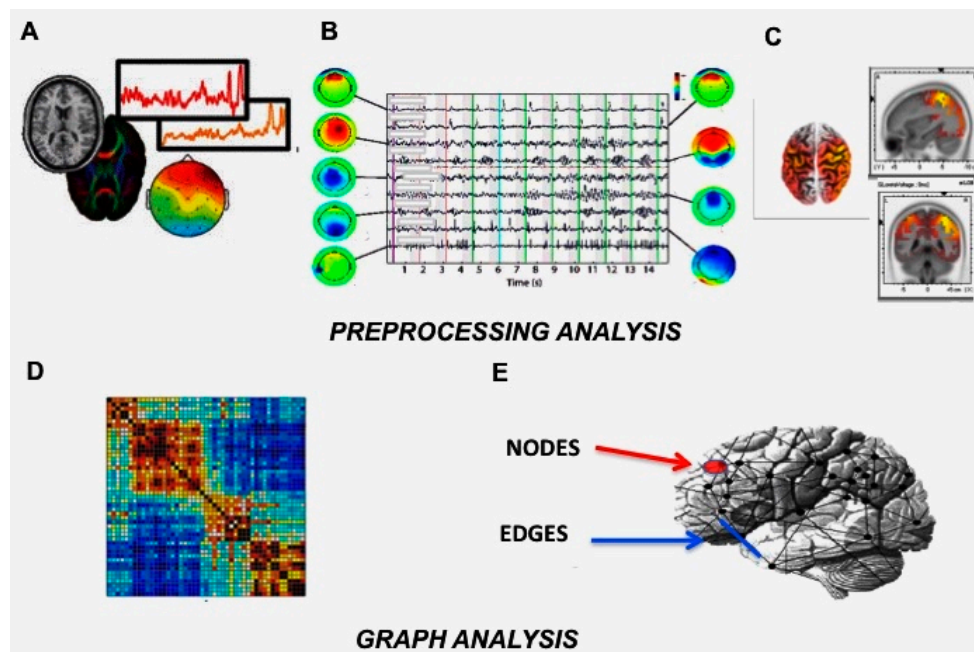 A
B
C
1 2 3 4 5 6 7 8 9 10 11 12 13 14
Time (s)
PREPROCESSING ANALYSIS
D
E
NODES
EDGES
GRAPH ANALYSIS